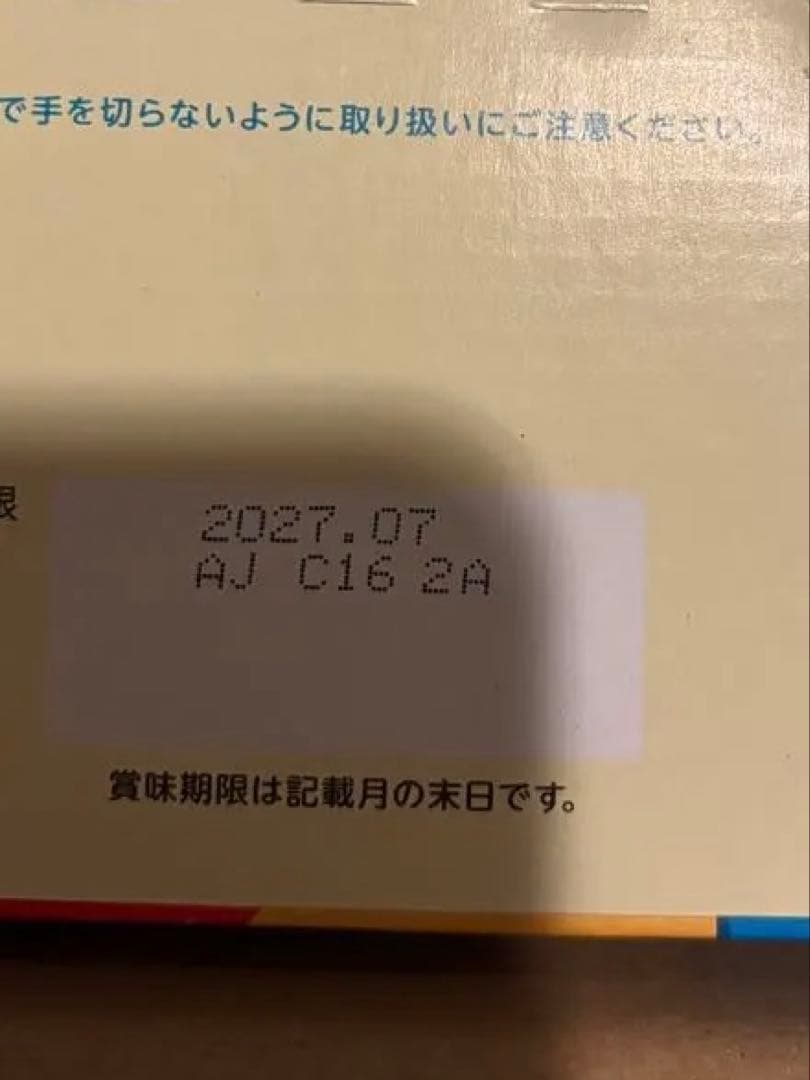 で手を切らないように取り扱いにご注意ください。
限
2027.07
AJ C16 2A
賞味期限は記載月の末日です。